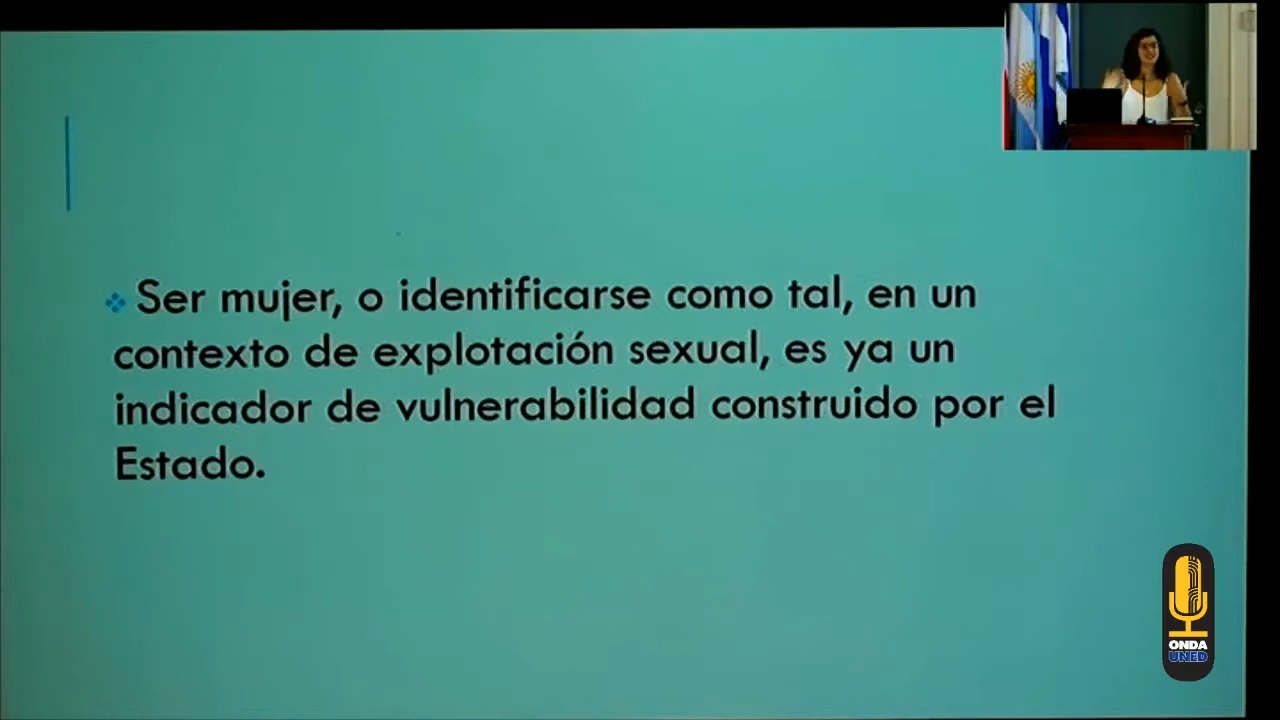 Ser mujer, o identificarse como tal, en un
contexto de explotación sexual, es ya un
indicador de vulnerabilidad construido por el
Estado.
ONDA
UNED